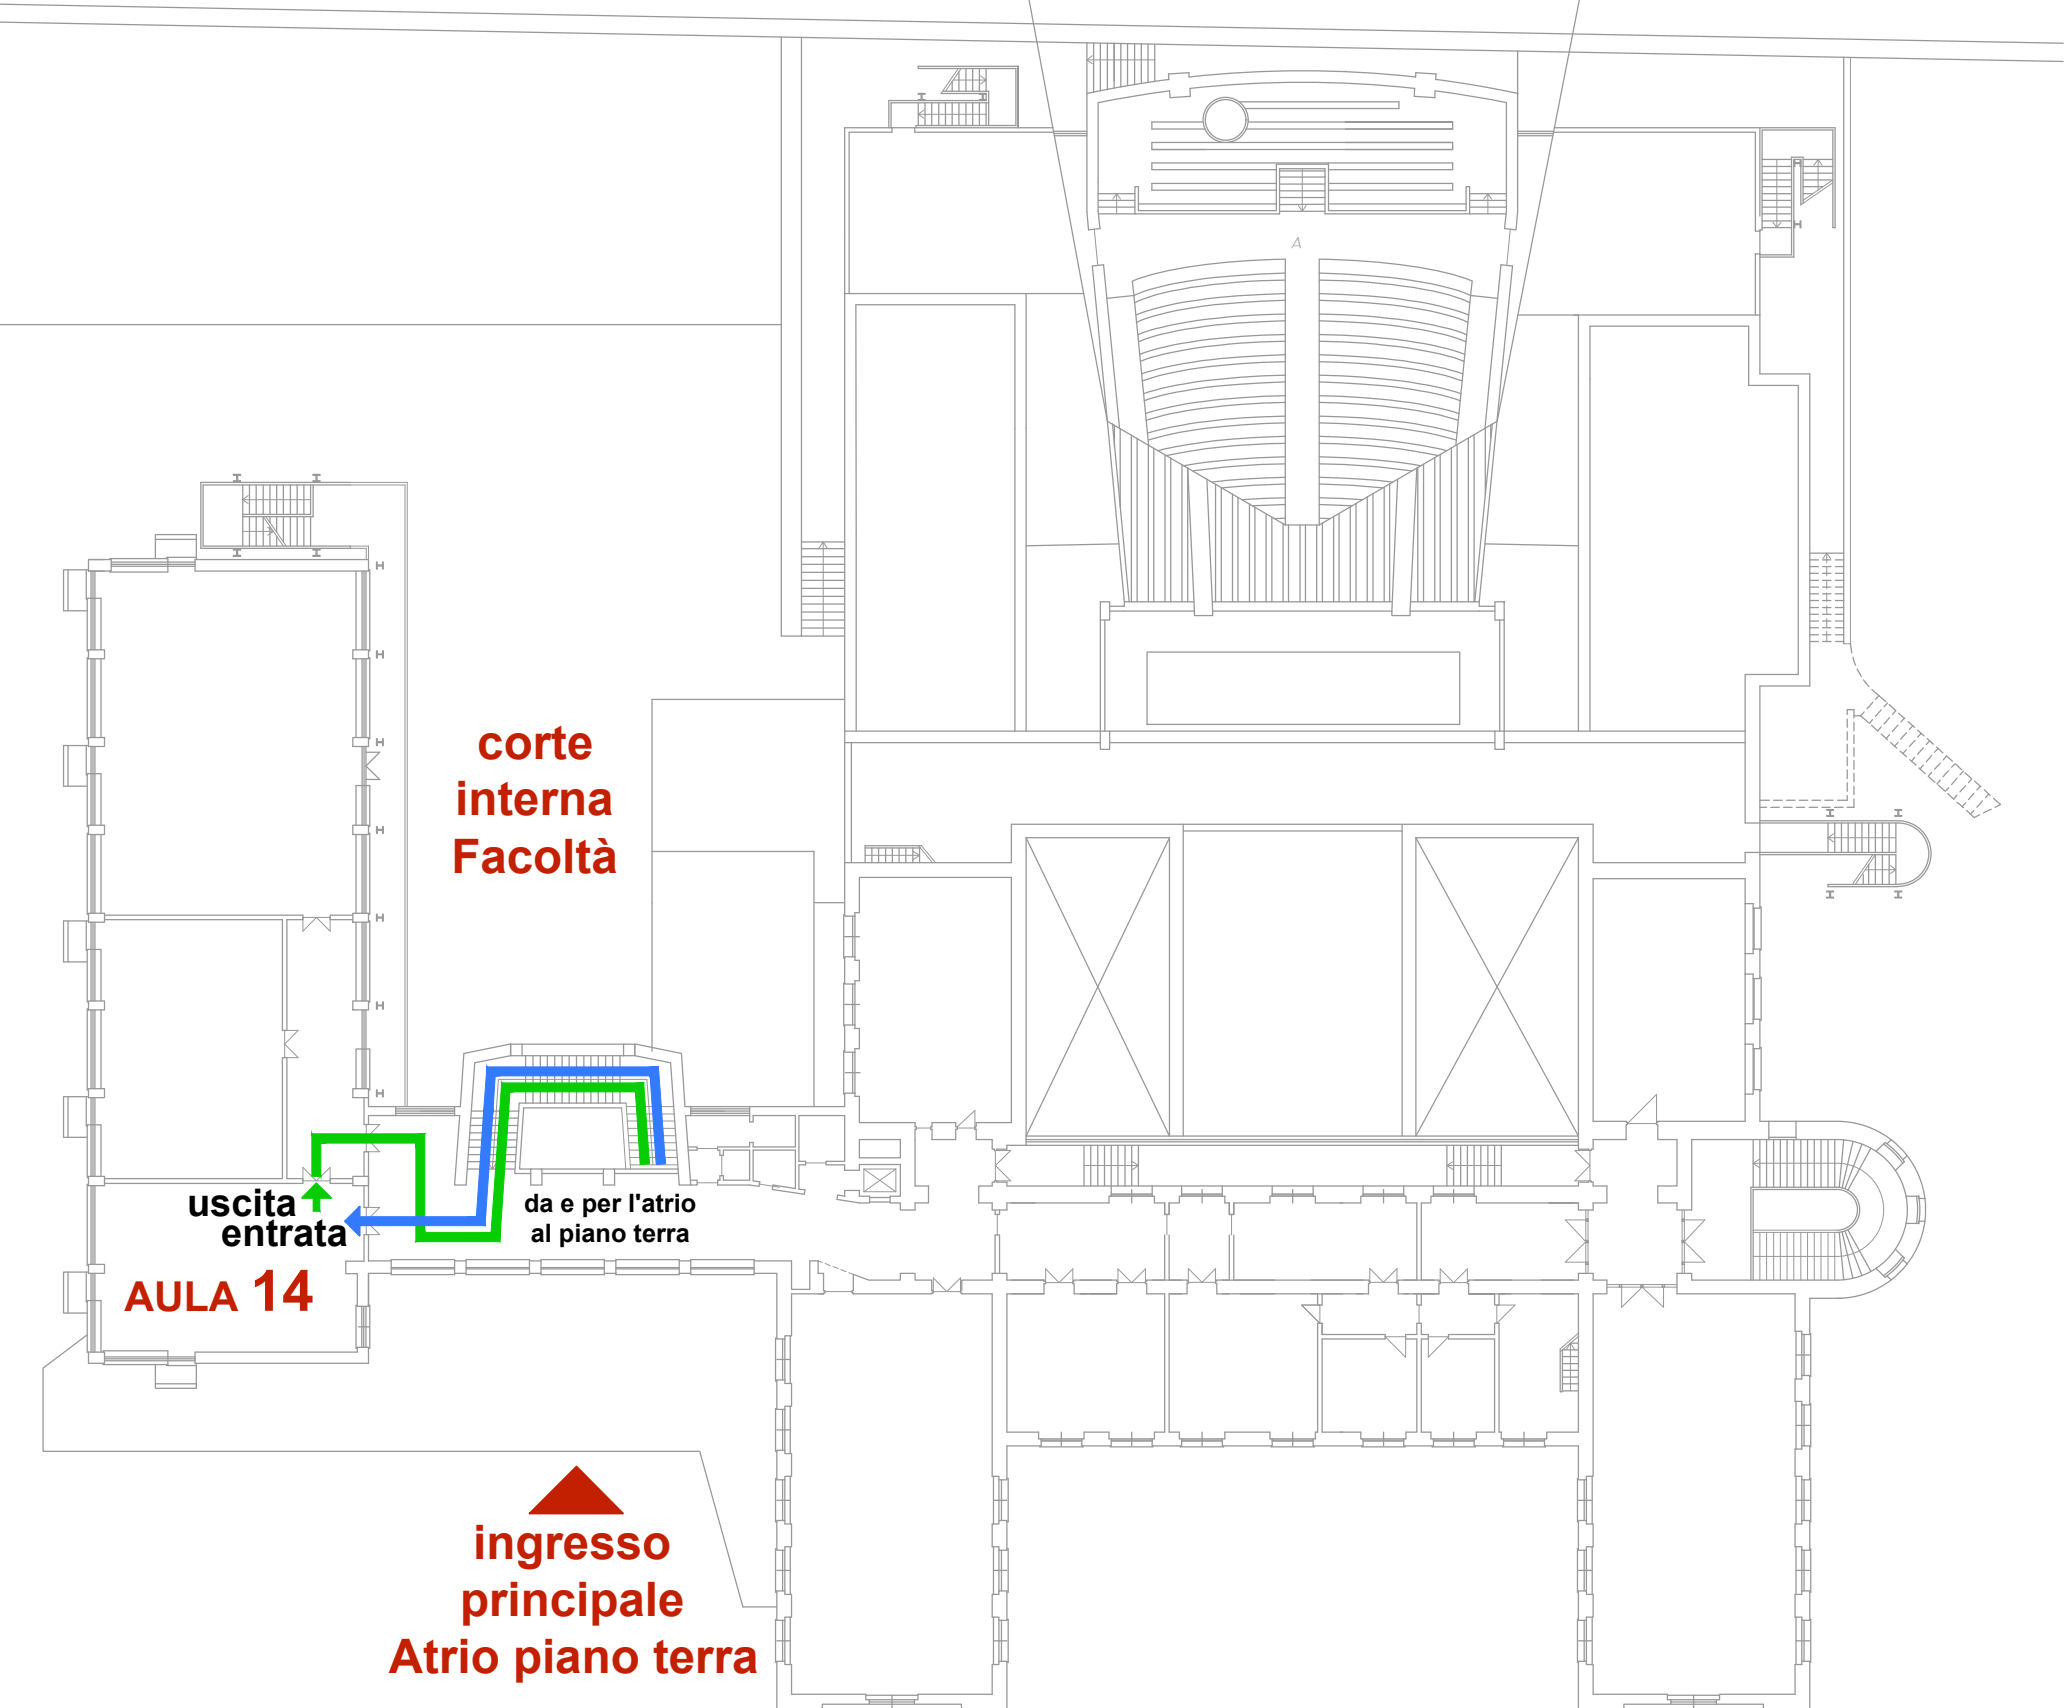 A
corte
interna
Facoltà
uscita
entrata
da e per l'atrio
al piano terra
AULA 14
ingresso
principale
Atrio piano terra